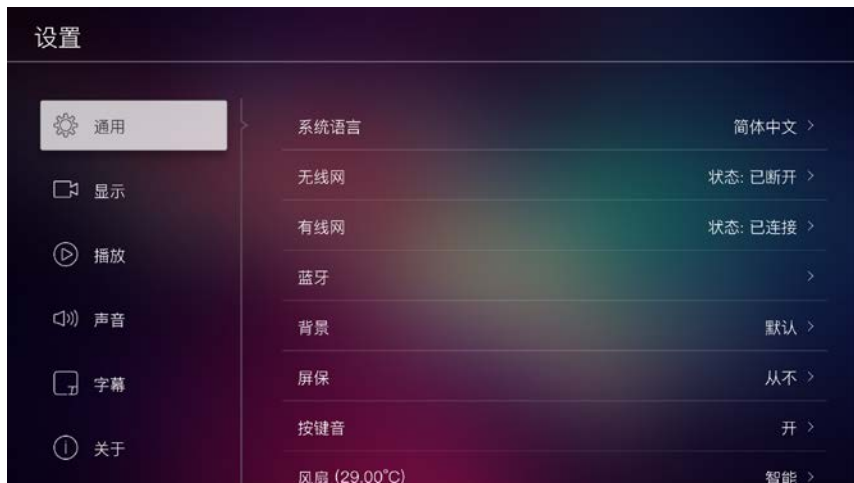 设置
通用
显示
播放
声音
字幕
关于
系统语言 简体中文
无线网 状态: 已断开
有线网 状态: 已连接
蓝牙
背景 默认
屏保 从不
按键音 开
风扇 (29.00°C) 智能